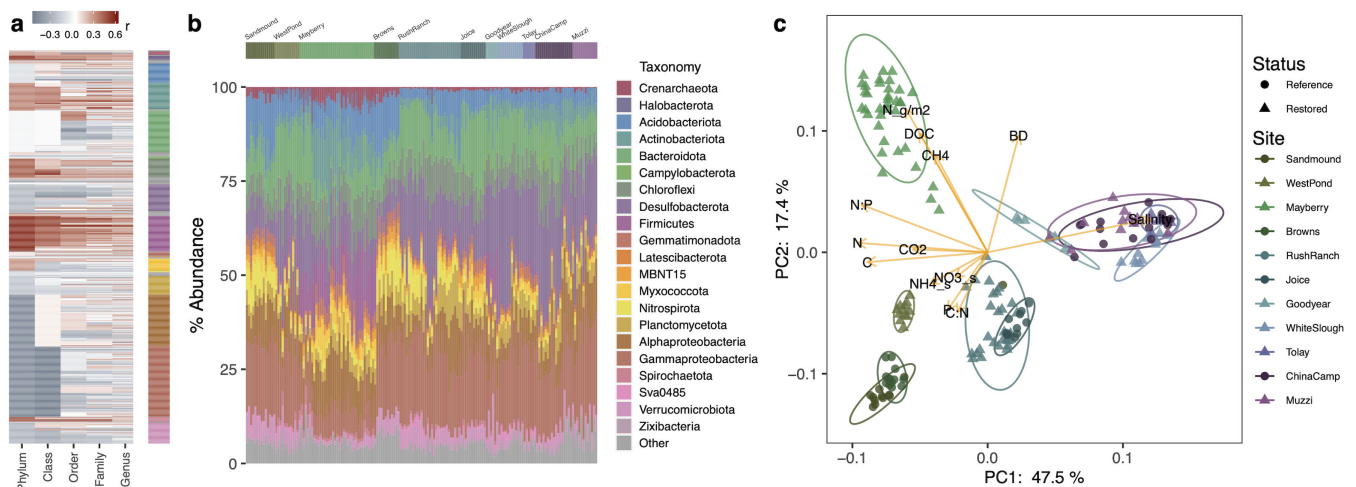 a
−0.3 0.0 0.3 0.6 r
Phylum
Class
Order
Family
Genus
b
Sandmound
WestPond
Mayberry
Browns
RushRanch
Joice
Goodyear
WhiteSlough
Tolay
ChinaCamp
Muzzi
% Abundance
100
75
50
25
0
Taxonomy
Crenarchaeota
Halobacterota
Acidobacteriota
Actinobacteriota
Bacteroidota
Campylobacterota
Chloroflexi
Desulfobacterota
Firmicutes
Gemmatimonadota
Latescibacterota
MBNT15
Myxococcota
Nitrospirota
Planctomycetota
Alphaproteobacteria
Gammaproteobacteria
Spirochaetota
Sva0485
Verrucomicrobiota
Zixibacteria
Other
c
PC2: 17.4 %
0.1
0.0
−0.1
N_g/m2
DOC
CH4
BD
N:P
N
C
CO2
Salinity
NO3_s
NH4_s
P
C:N
−0.1 0.0 0.1
PC1: 47.5 %
Status
Reference
Restored
Site
Sandmound
WestPond
Mayberry
Browns
RushRanch
Joice
Goodyear
WhiteSlough
Tolay
ChinaCamp
Muzzi